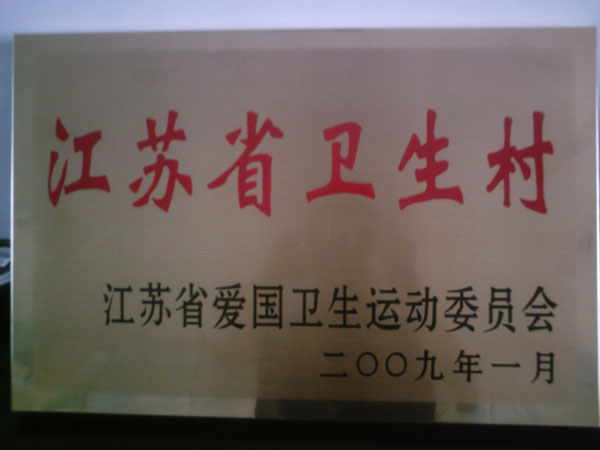 江苏省卫生村
江苏省爱国卫生运动委员会
二〇〇九年一月